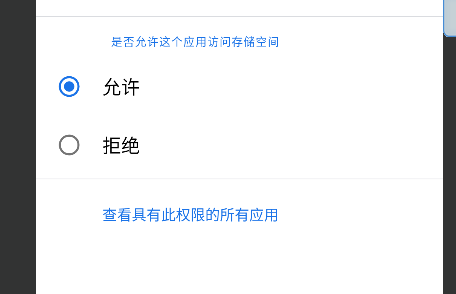 是否允许这个应用访问存储空间
允许
拒绝
查看具有此权限的所有应用